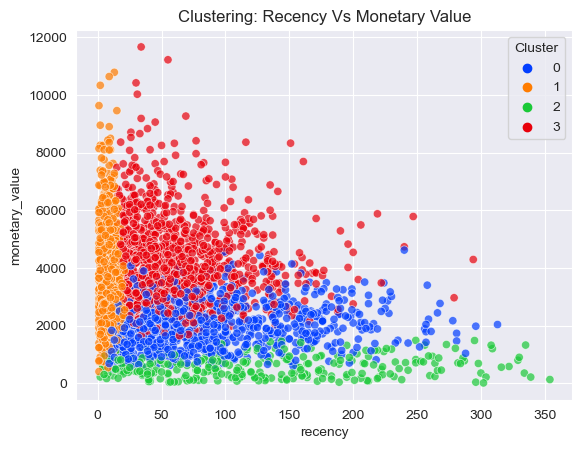 Clustering: Recency Vs Monetary Value
Cluster
0
1
2
3
monetary_value
12000
10000
8000
6000
4000
2000
0
0 50 100 150 200 250 300 350
recency